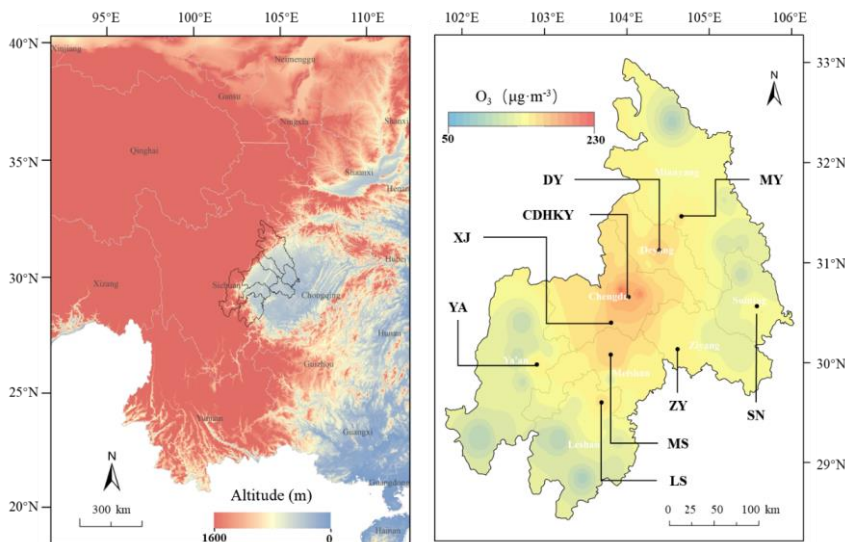 95°E 100°E 105°E 110°E
40°N
35°N
30°N
25°N
20°N
Xinjiang
Neimenggu
Gansu
Ningxia
Shanxi
Qinghai
Shaanxi
Henan
Xizang
Sichuan
Hubei
Chongqing
Hunan
Guizhou
Yunnan
Guangxi
Guangdong
Hainan
N
300 km
Altitude (m)
1600 0
102°E 103°E 104°E 105°E 106°E
33°N
32°N
31°N
30°N
29°N
O₃ (μg·m⁻³)
50 230
N
DY
MY
CDHKY
XJ
YA
Mianyang
Deyang
Chengdu
Suining
Ya'an
Ziyang
Meishan
Leshan
ZY
SN
MS
LS
0 25 50 75 100 km